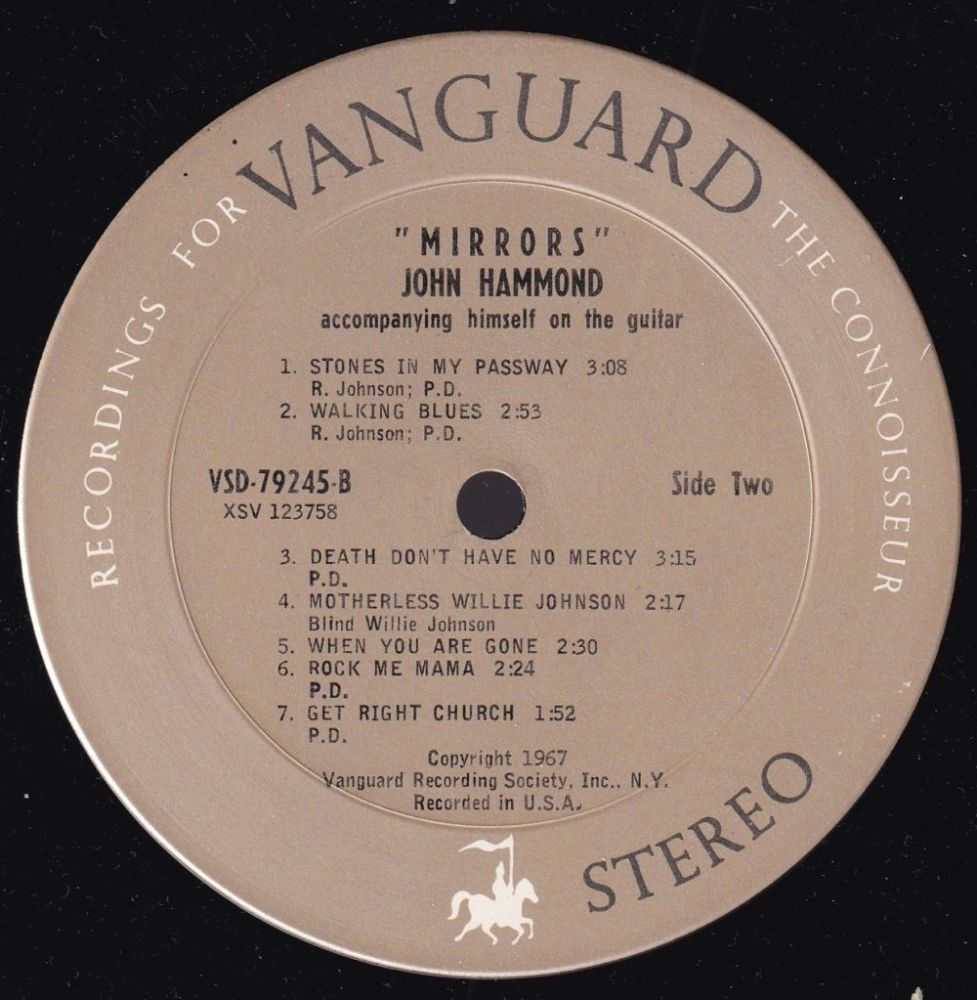 VANGUARD
RECORDINGS FOR THE CONNOISSEUR
"MIRRORS"
JOHN HAMMOND
accompanying himself on the guitar
1. STONES IN MY PASSWAY 3:08
R. Johnson; P.D.
2. WALKING BLUES 2:53
R. Johnson; P.D.
VSD-79245-B Side Two
XSV 123758
3. DEATH DON'T HAVE NO MERCY 3:15
P.D.
4. MOTHERLESS WILLIE JOHNSON 2:17
Blind Willie Johnson
5. WHEN YOU ARE GONE 2:30
6. ROCK ME MAMA 2:24
P.D.
7. GET RIGHT CHURCH 1:52
P.D.
Copyright 1967
Vanguard Recording Society, Inc., N.Y.
Recorded in U.S.A.
STEREO